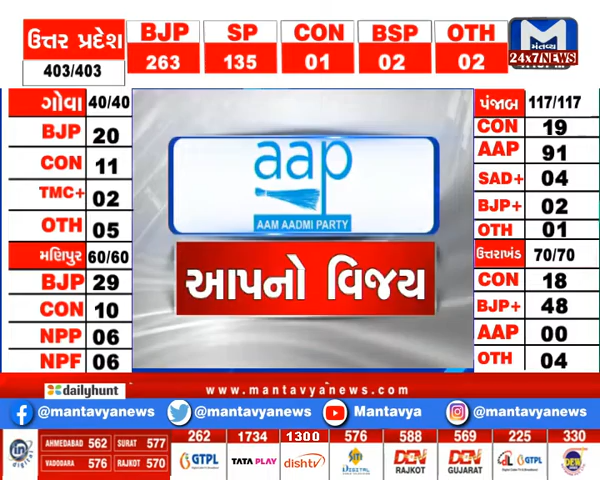 ઉત્તર પ્રદેશ
403/403
BJP SP CON BSP OTH
263 135 01 02 02
મંતવ્ય
24x7NEWS
ગોવા 40/40
BJP 20
CON 11
TMC+ 02
OTH 05
મણિપુર 60/60
BJP 29
CON 10
NPP 06
NPF 06
aap
AAM AADMI PARTY
આપનો વિજય
પંજાબ 117/117
CON 19
AAP 91
SAD+ 04
BJP+ 02
OTH 01
ઉત્તરાખંડ 70/70
CON 18
BJP+ 48
AAP 00
OTH 04
dailyhunt www.mantavyanews.com
@mantavyanews @mantavyanews Mantavya @mantavyanews
in digital
AHMEDABAD 562 SURAT 577
VADODARA 576 RAJKOT 570
262 1734 1300 576 588 569 225 330
GTPL TATA PLAY dishtv DIGITAL DEN RAJKOT DEN GUJARAT GTPL DEW